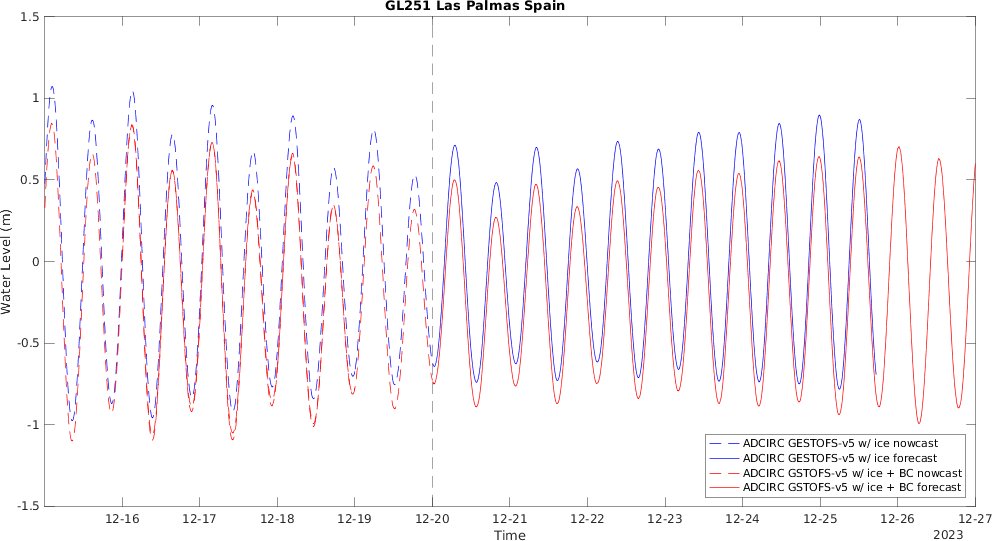 GL251 Las Palmas Spain
1.5
1
0.5
0
-0.5
-1
-1.5
Water Level (m)
12-16 12-17 12-18 12-19 12-20 12-21 12-22 12-23 12-24 12-25 12-26 12-27
Time
2023
ADCIRC GESTOFS-v5 w/ ice nowcast
ADCIRC GESTOFS-v5 w/ ice forecast
ADCIRC GSTOFS-v5 w/ ice + BC nowcast
ADCIRC GSTOFS-v5 w/ ice + BC forecast